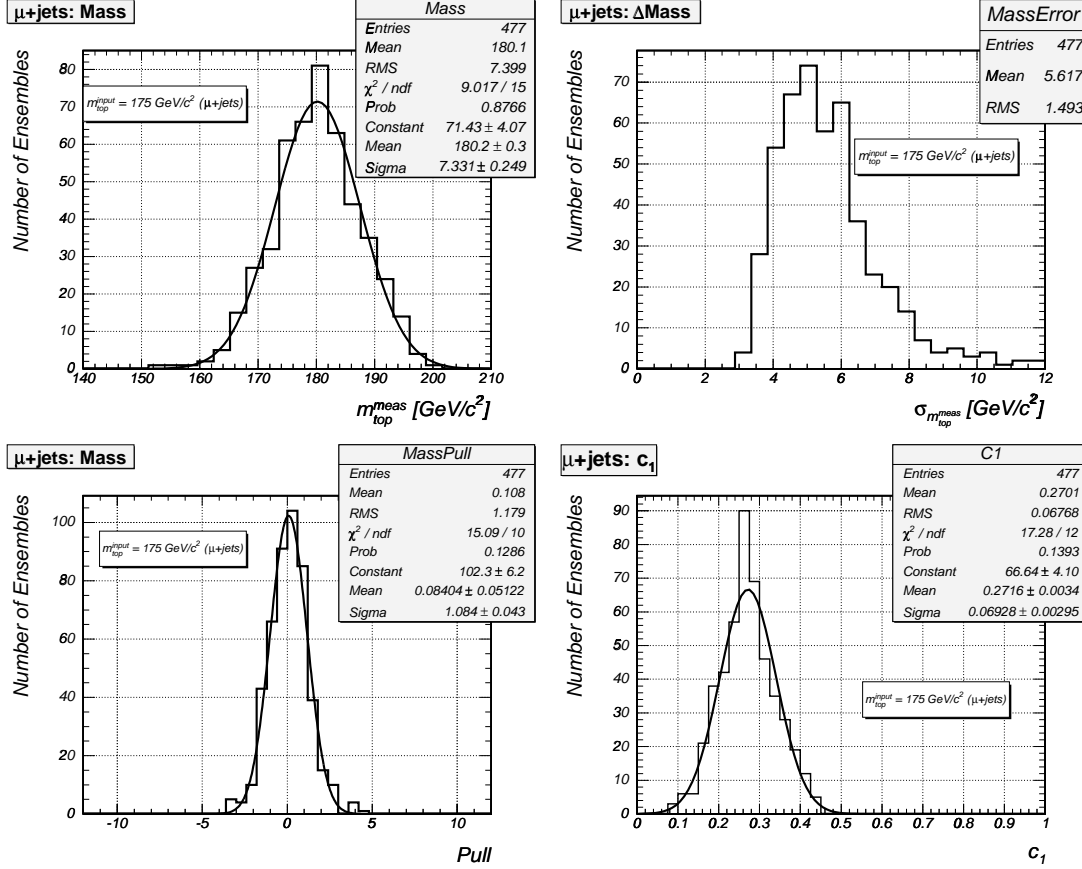 μ+jets: Mass
Mass
Entries 477
Mean 180.1
RMS 7.399
χ² / ndf 9.017 / 15
Prob 0.8766
Constant 71.43 ± 4.07
Mean 180.2 ± 0.3
Sigma 7.331 ± 0.249
m_top^input = 175 GeV/c² (μ+jets)
Number of Ensembles
80
70
60
50
40
30
20
10
0
140 150 160 170 180 190 200 210
m_top^meas [GeV/c²]
μ+jets: ΔMass
MassError
Entries 477
Mean 5.617
RMS 1.493
m_top^input = 175 GeV/c² (μ+jets)
Number of Ensembles
70
60
50
40
30
20
10
0
0 2 4 6 8 10 12
σ_m_top^meas [GeV/c²]
μ+jets: Mass
MassPull
Entries 477
Mean 0.108
RMS 1.179
χ² / ndf 15.09 / 10
Prob 0.1286
Constant 102.3 ± 6.2
Mean 0.08404 ± 0.05122
Sigma 1.084 ± 0.043
m_top^input = 175 GeV/c² (μ+jets)
Number of Ensembles
100
80
60
40
20
0
-10 -5 0 5 10
Pull
μ+jets: c₁
C1
Entries 477
Mean 0.2701
RMS 0.06768
χ² / ndf 17.28 / 12
Prob 0.1393
Constant 66.64 ± 4.10
Mean 0.2716 ± 0.0034
Sigma 0.06928 ± 0.00295
m_top^input = 175 GeV/c² (μ+jets)
Number of Ensembles
90
80
70
60
50
40
30
20
10
0
0 0.1 0.2 0.3 0.4 0.5 0.6 0.7 0.8 0.9 1
c₁